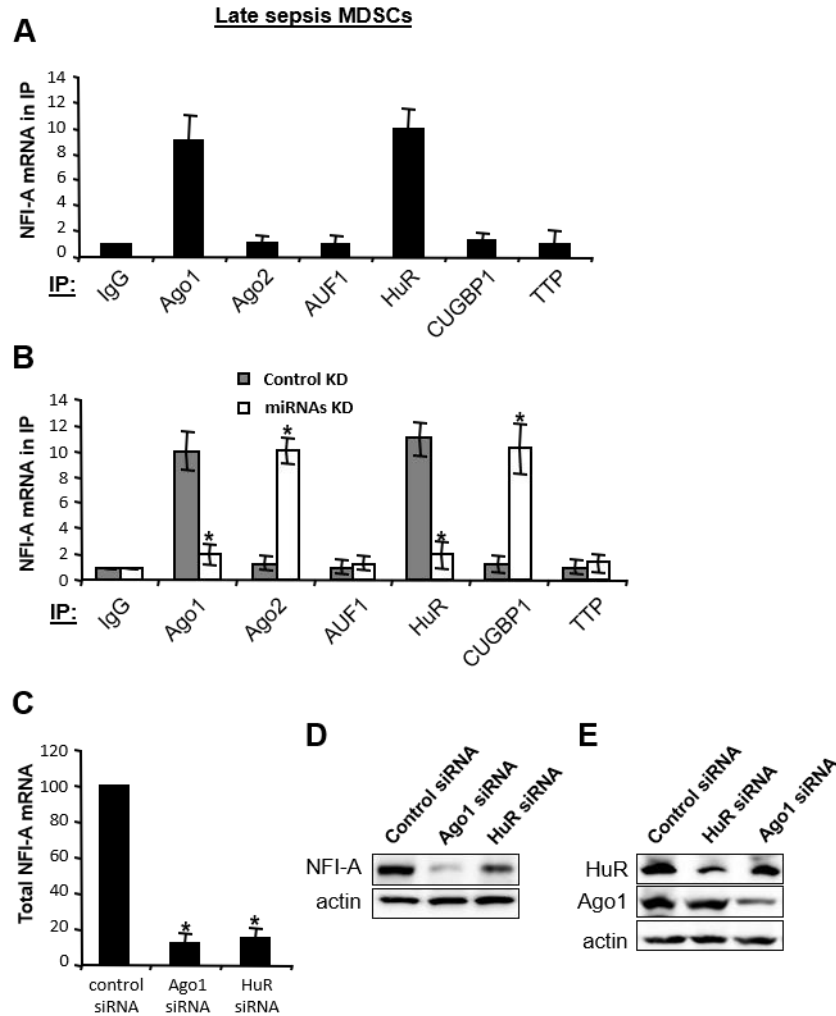 Late sepsis MDSCs
A
NFI-A mRNA in IP
14
12
10
8
6
4
2
0
IP:
IgG
Ago1
Ago2
AUF1
HuR
CUGBP1
TTP
B
Control KD
miRNAs KD
NFI-A mRNA in IP
14
12
10
8
6
4
2
0
*
*
*
*
IP:
IgG
Ago1
Ago2
AUF1
HuR
CUGBP1
TTP
C
Total NFI-A mRNA
120
100
80
60
40
20
0
*
*
control
siRNA
Ago1
siRNA
HuR
siRNA
D
Control siRNA
Ago1 siRNA
HuR siRNA
NFI-A
actin
E
Control siRNA
HuR siRNA
Ago1 siRNA
HuR
Ago1
actin